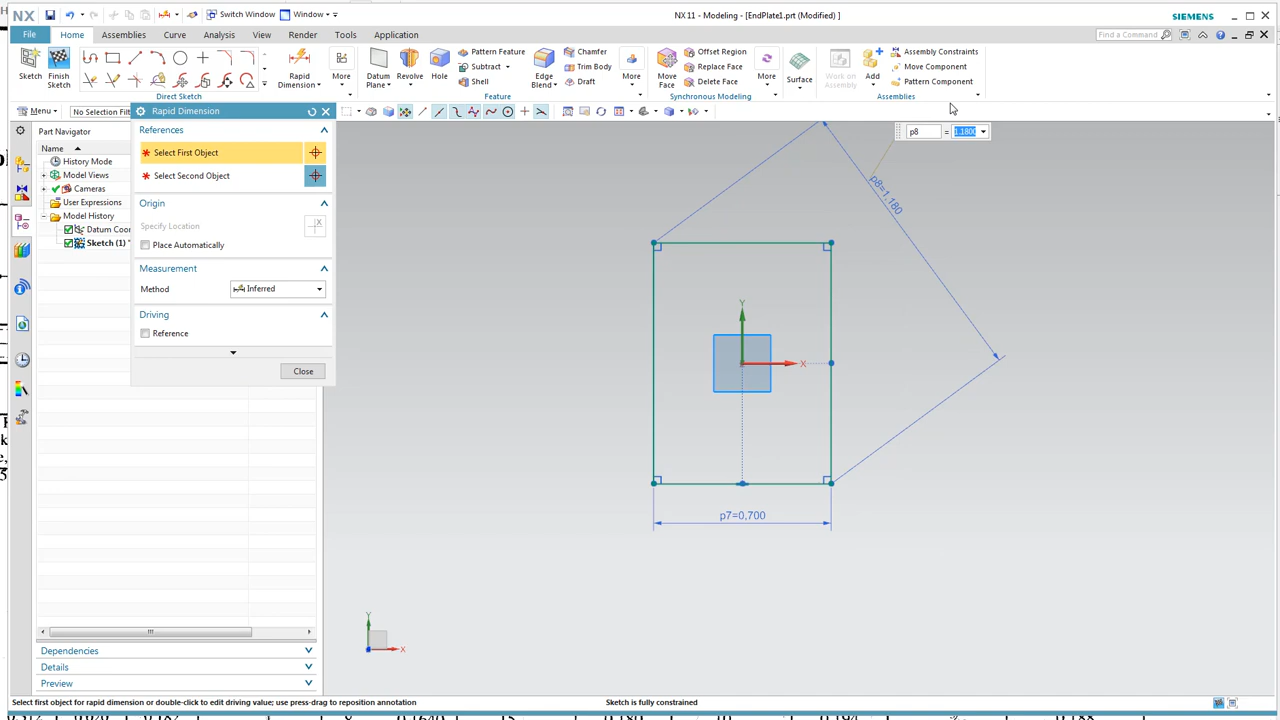 NX
Switch Window
Window
NX 11 - Modeling - [EndPlate1.prt (Modified) ]
SIEMENS
File
Home
Assemblies
Curve
Analysis
View
Render
Tools
Application
Find a Command
Sketch
Finish
Sketch
Rapid
Dimension
More
Direct Sketch
Datum
Plane
Revolve
Hole
Pattern Feature
Subtract
Shell
Edge
Blend
Chamfer
Trim Body
Draft
More
Feature
Move
Face
Offset Region
Replace Face
Delete Face
More
Synchronous Modeling
Surface
Work on
Assembly
Add
Assembly Constraints
Move Component
Pattern Component
Assemblies
Menu
No Selection Filter
Rapid Dimension
References
Select First Object
Select Second Object
Origin
Specify Location
Place Automatically
Measurement
Method
Inferred
Driving
Reference
Close
Part Navigator
Name
History Mode
Model Views
Cameras
User Expressions
Model History
Datum Coor
Sketch (1) "
Dependencies
Details
Preview
p8
=
1.1800
p8=1,180
Y
X
p7=0,700
Y
X
Select first object for rapid dimension or double-click to edit driving value; use press-drag to reposition annotation
Sketch is fully constrained